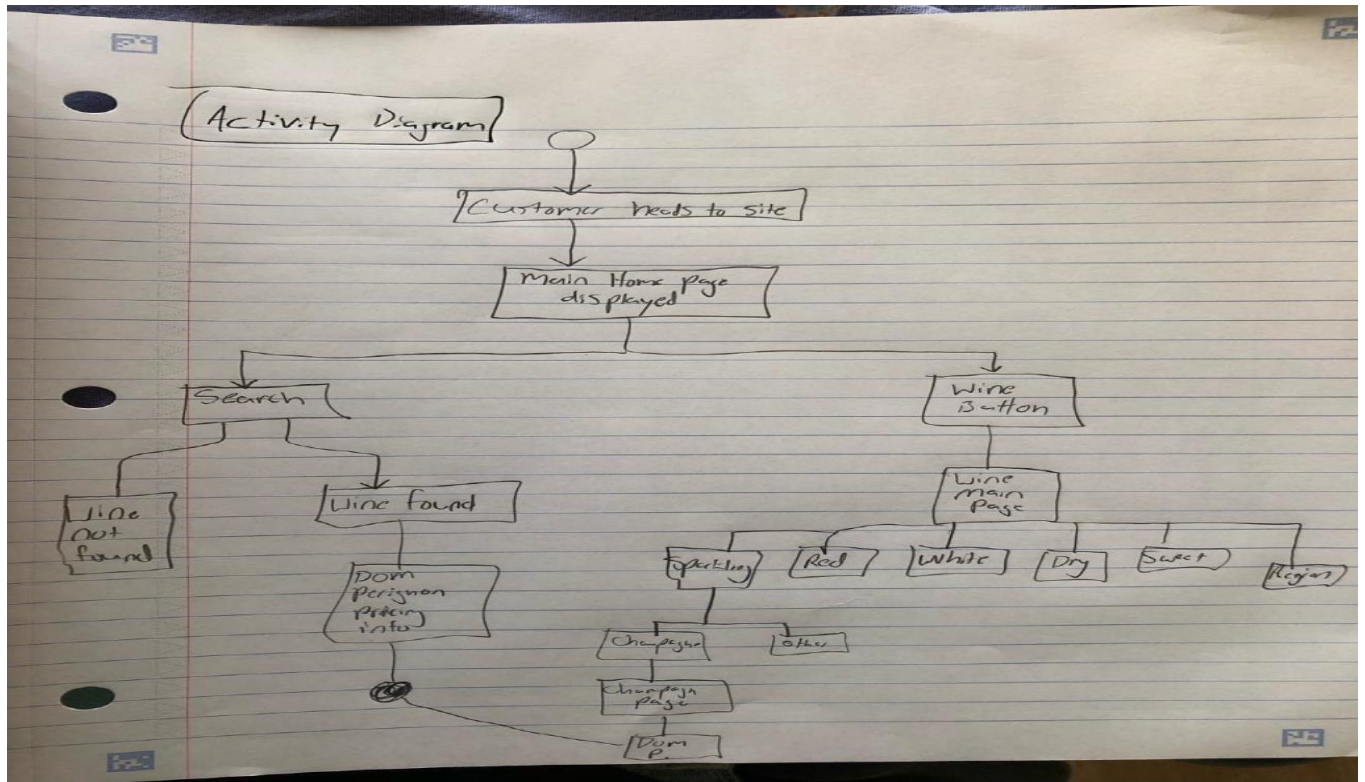 Activity Diagram
Customer heads to site
Main Home page
displayed
Search
Wine
Button
Wine
not
found
Wine found
Wine
main
Page
Sparkling
Red
White
Dry
Sweet
Region
Dom
Perignon
Pricing
info
Champagne
other
Champagn
page
Dom
P.